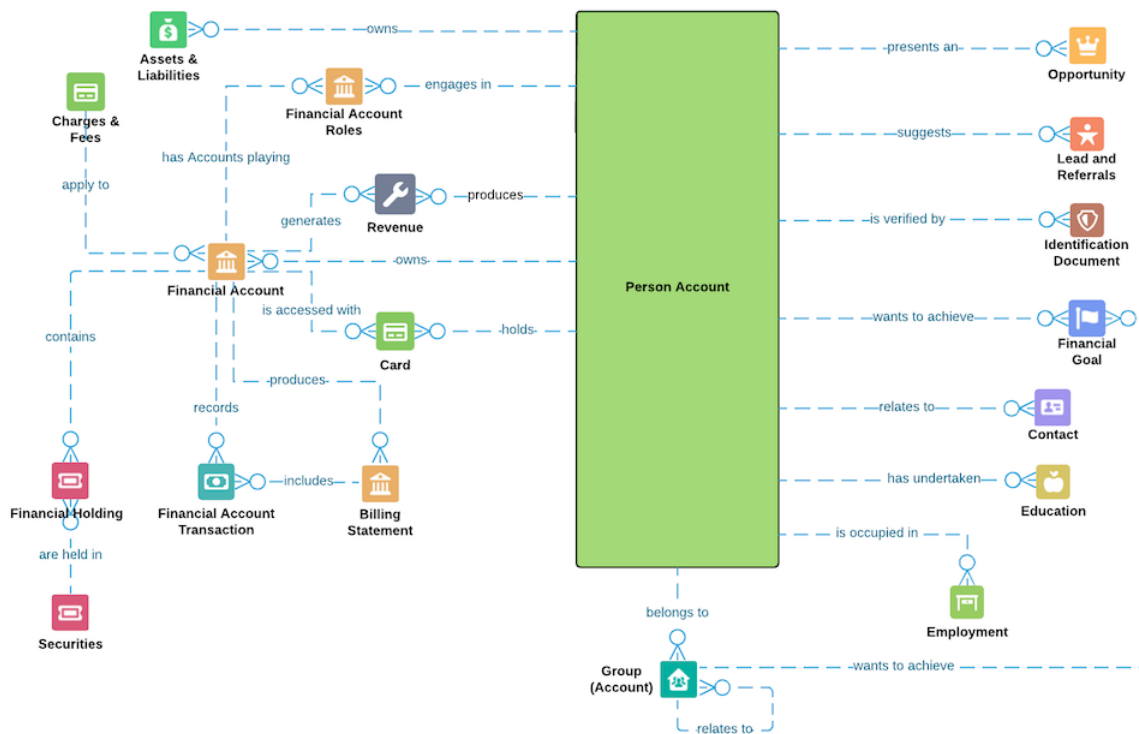 owns
Assets &
Liabilities
presents an
Opportunity
engages in
Financial Account
Roles
Charges &
Fees
suggests
Lead and
Referrals
has Accounts playing
apply to
produces
Revenue
generates
is verified by
Identification
Document
owns
Financial Account
Person Account
is accessed with
wants to achieve
Financial
Goal
contains
holds
Card
produces
records
relates to
Contact
includes
has undertaken
Education
Financial Holding
Financial Account
Transaction
Billing
Statement
is occupied in
are held in
belongs to
Employment
Securities
Group
(Account)
wants to achieve
relates to